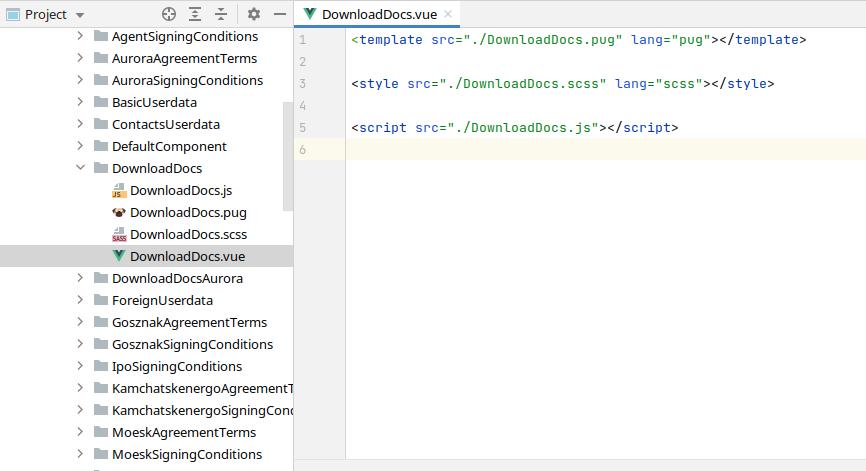 Project
AgentSigningConditions
AuroraAgreementTerms
AuroraSigningConditions
BasicUserdata
ContactsUserdata
DefaultComponent
DownloadDocs
JS DownloadDocs.js
DownloadDocs.pug
SASS DownloadDocs.scss
DownloadDocs.vue
DownloadDocsAurora
ForeignUserdata
GosznakAgreementTerms
GosznakSigningConditions
IpoSigningConditions
KamchatskenergoAgreementT
KamchatskenergoSigningCond
MoeskAgreementTerms
MoeskSigningConditions
DownloadDocs.vue
1 <template src="./DownloadDocs.pug" lang="pug"></template>
2
3 <style src="./DownloadDocs.scss" lang="scss"></style>
4
5 <script src="./DownloadDocs.js"></script>
6